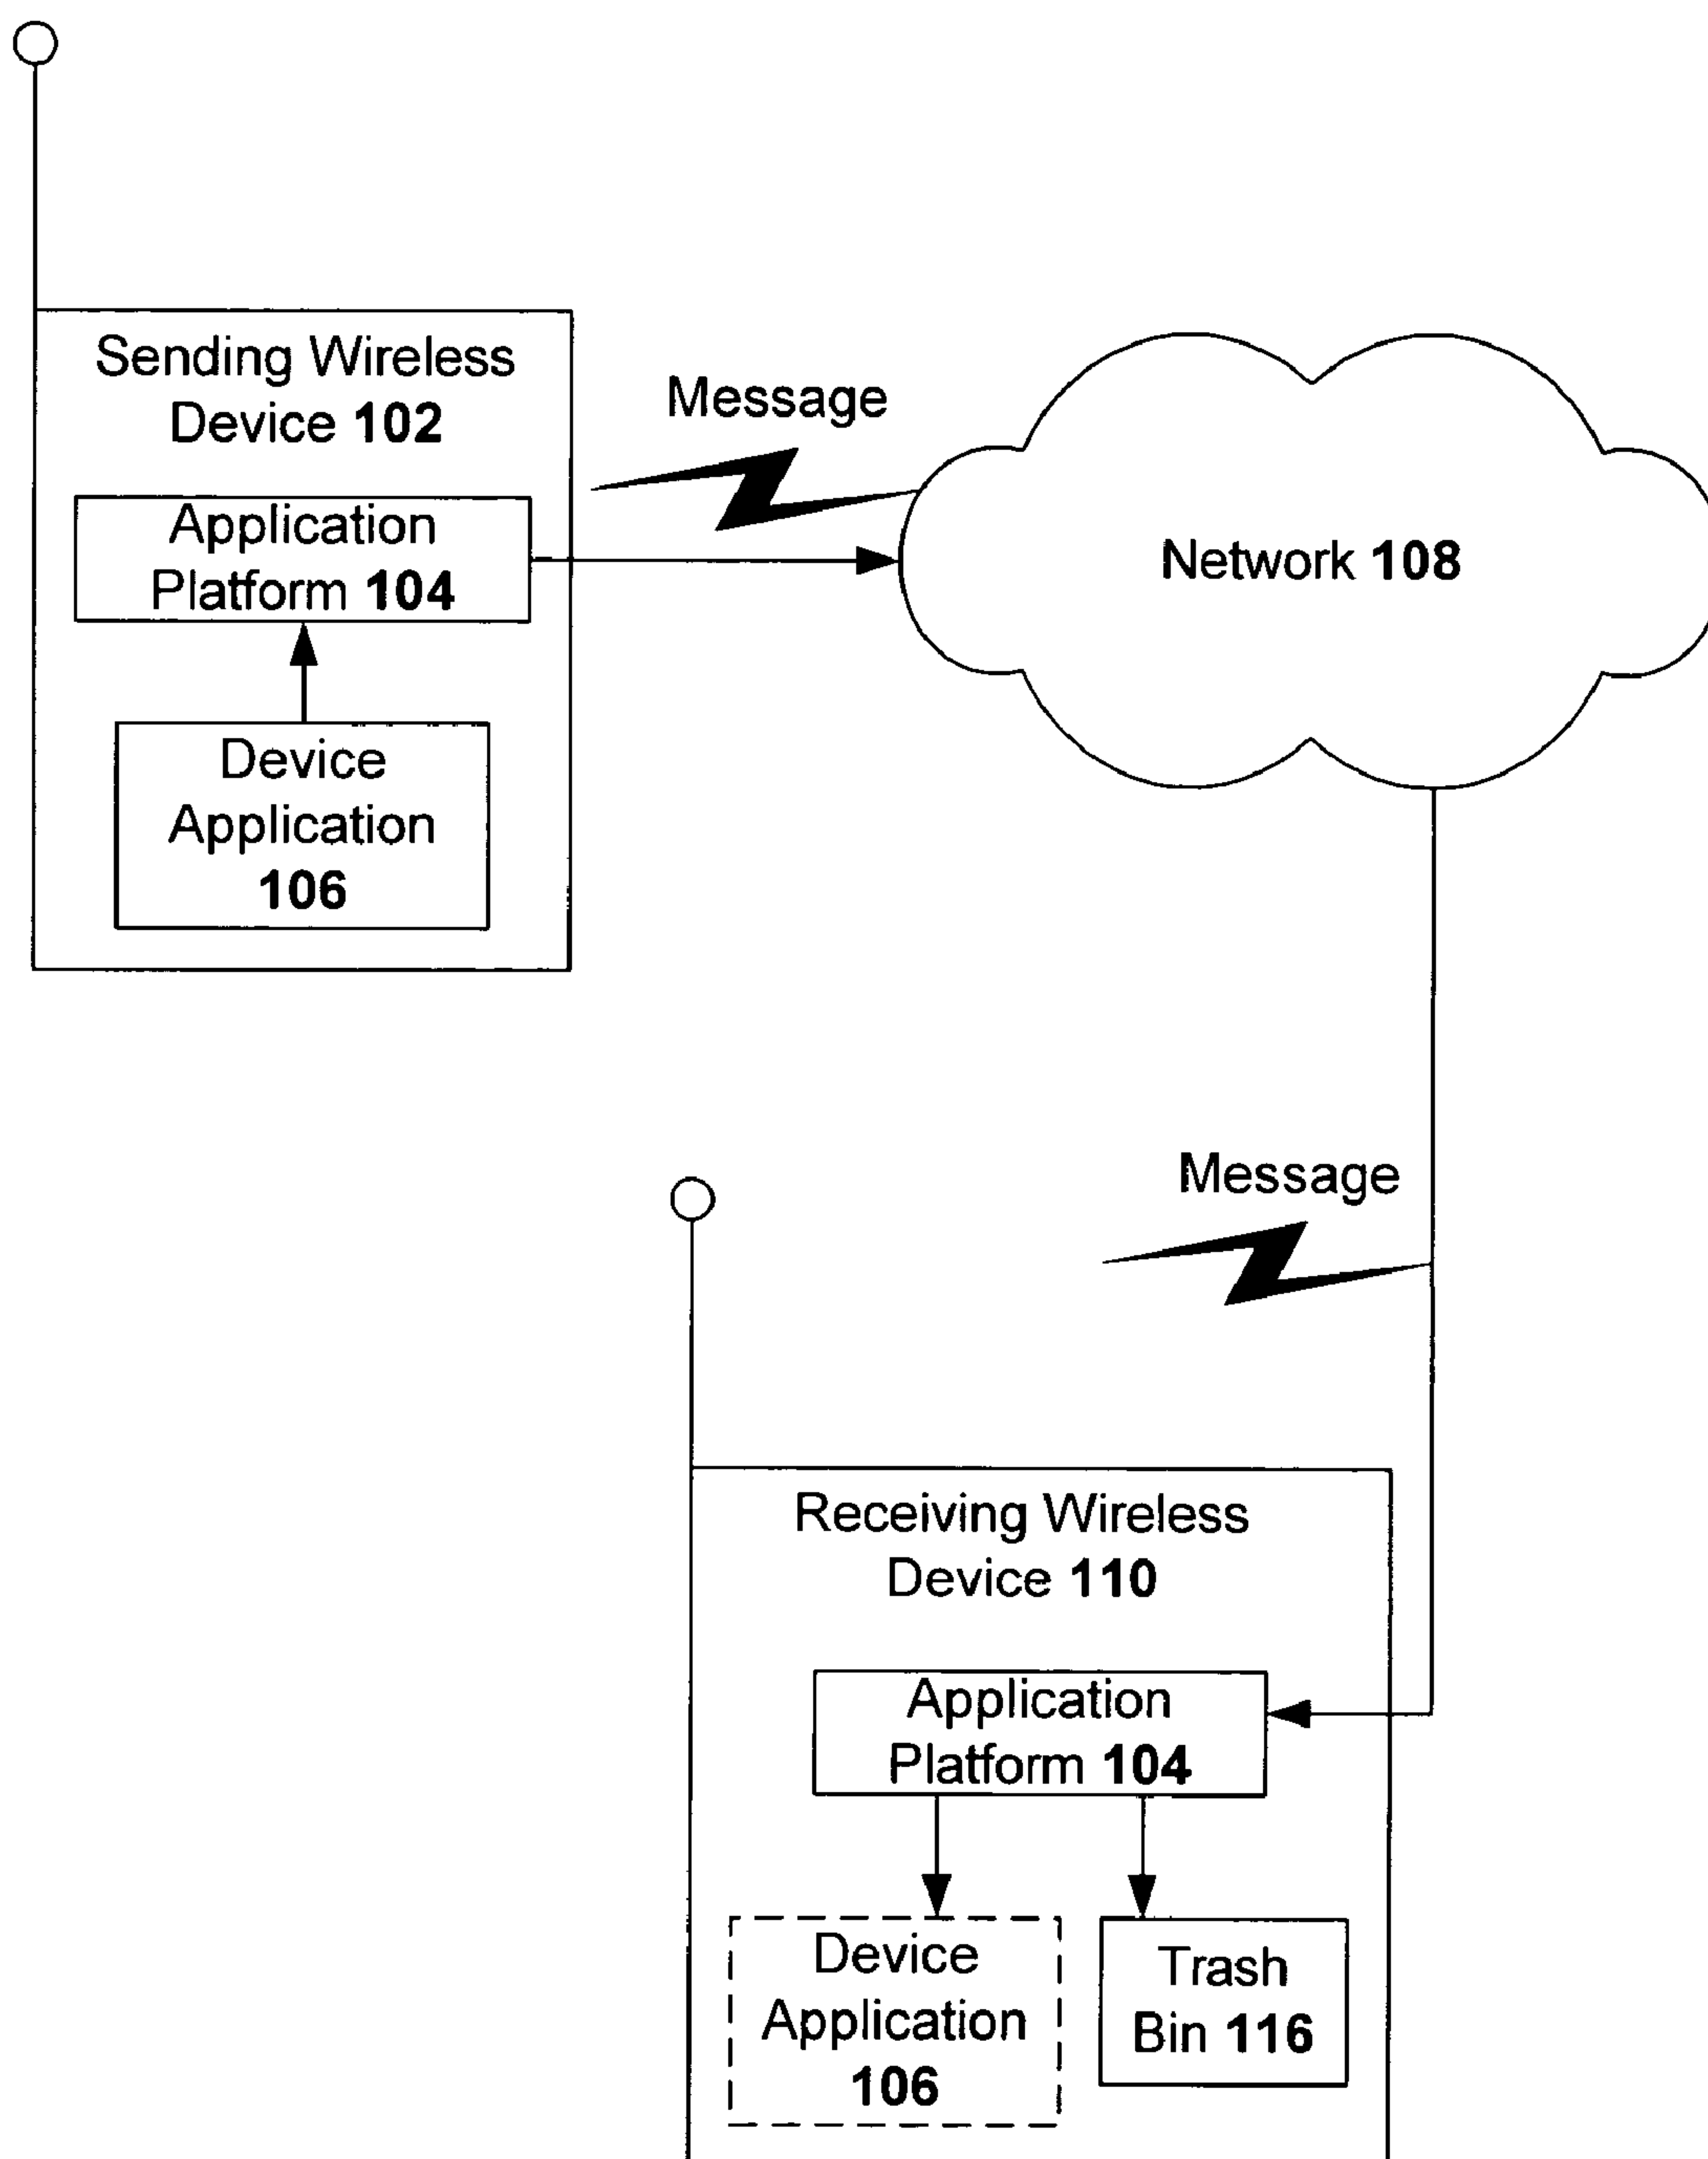 Sending Wireless
Device 102
Message
Application
Platform 104
Network 108
Device
Application
106
Message
Receiving Wireless
Device 110
Application
Platform 104
Device
Application
106
Trash
Bin 116